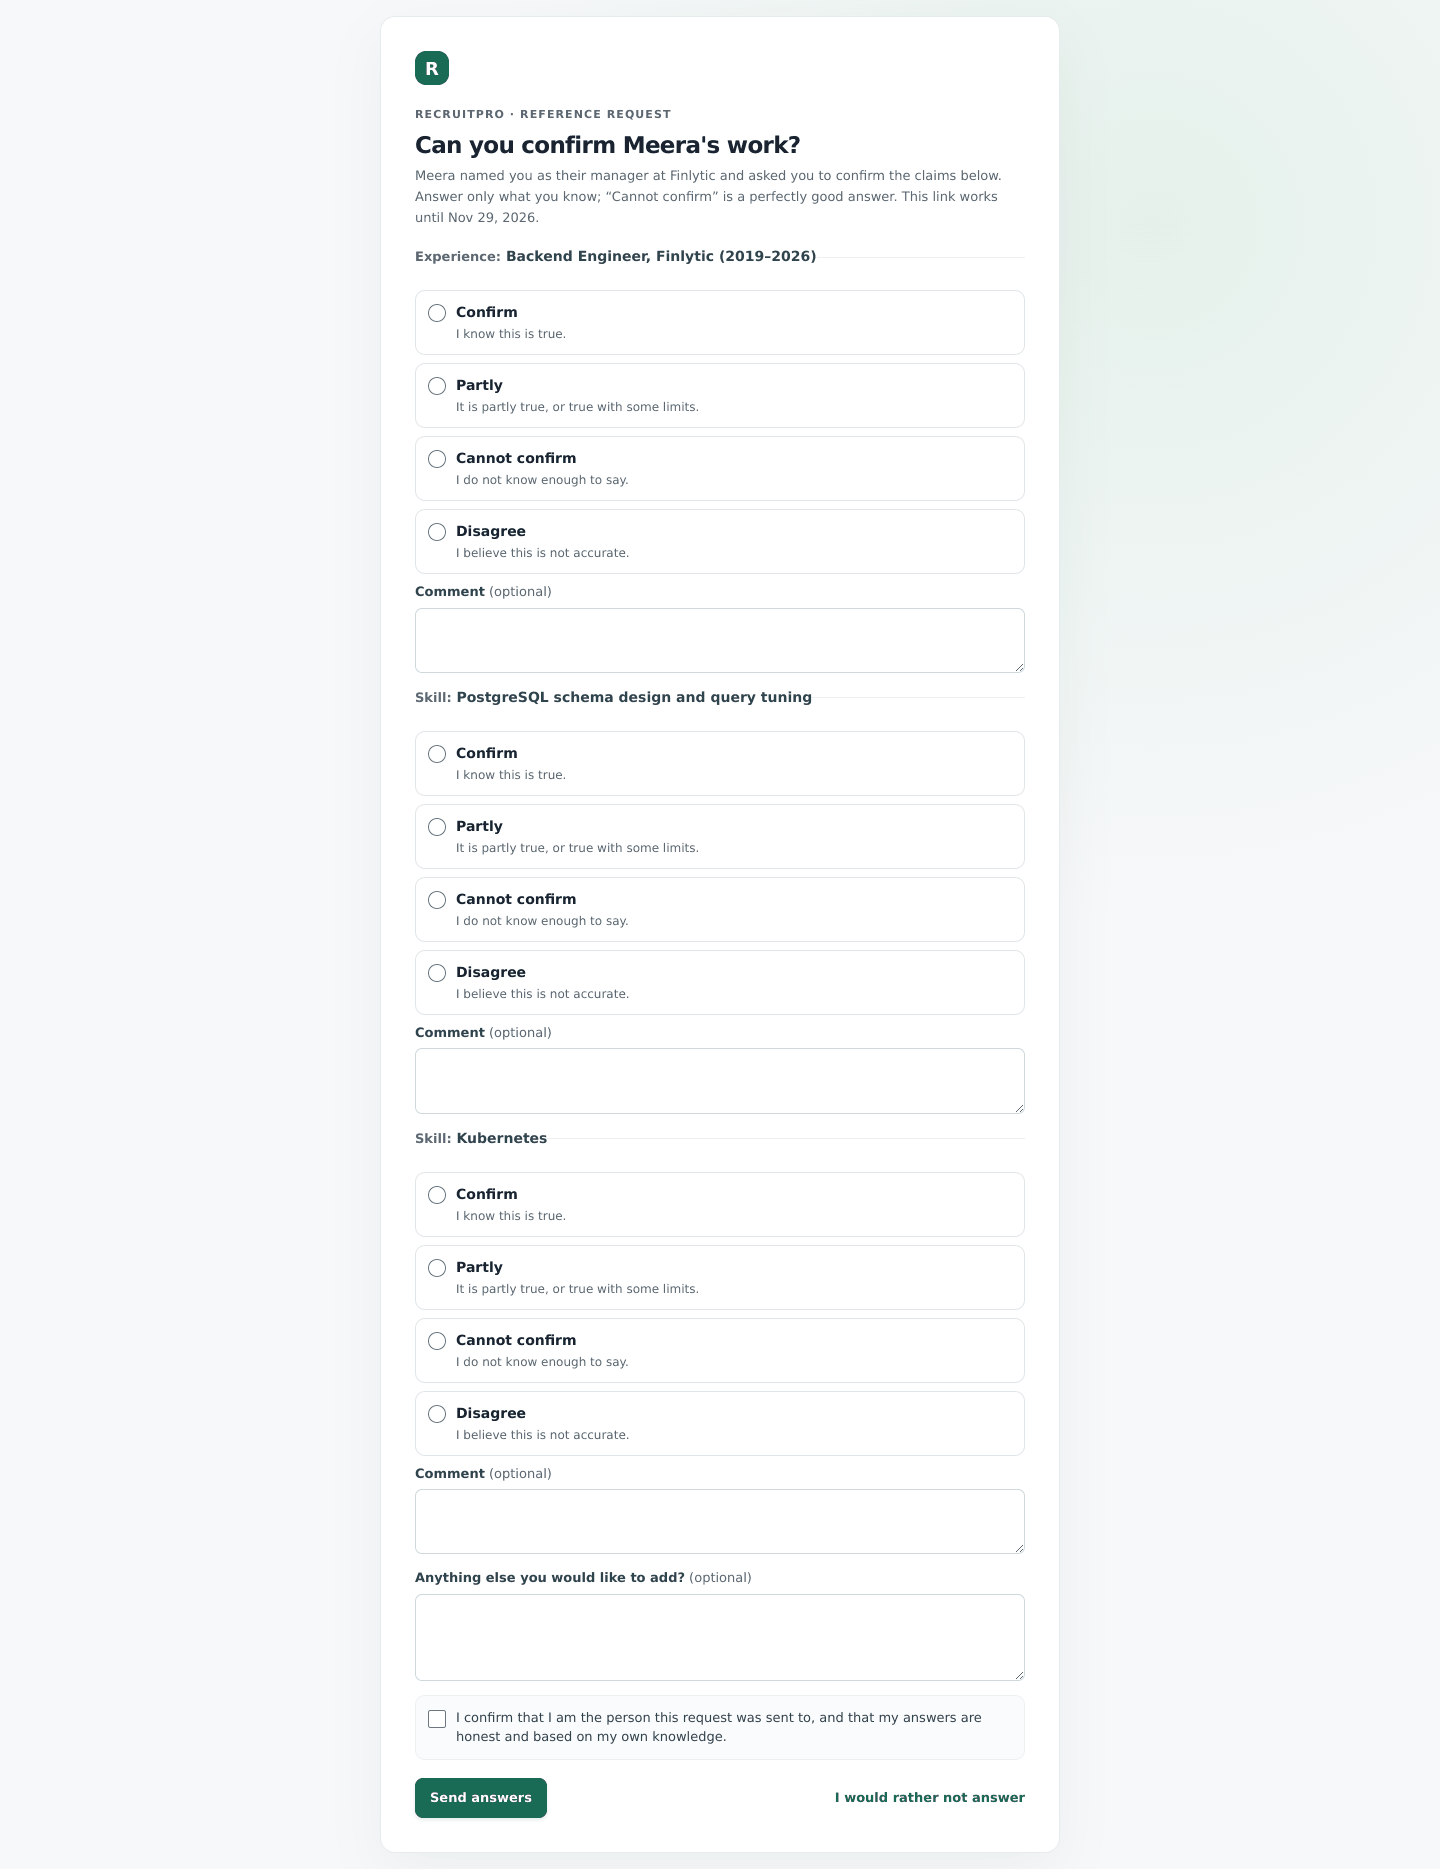 R
RECRUITPRO · REFERENCE REQUEST
Can you confirm Meera's work?
Meera named you as their manager at Finlytic and asked you to confirm the claims below.
Answer only what you know; “Cannot confirm” is a perfectly good answer. This link works
until Nov 29, 2026.
Experience: Backend Engineer, Finlytic (2019–2026)
Confirm
I know this is true.
Partly
It is partly true, or true with some limits.
Cannot confirm
I do not know enough to say.
Disagree
I believe this is not accurate.
Comment (optional)
Skill: PostgreSQL schema design and query tuning
Confirm
I know this is true.
Partly
It is partly true, or true with some limits.
Cannot confirm
I do not know enough to say.
Disagree
I believe this is not accurate.
Comment (optional)
Skill: Kubernetes
Confirm
I know this is true.
Partly
It is partly true, or true with some limits.
Cannot confirm
I do not know enough to say.
Disagree
I believe this is not accurate.
Comment (optional)
Anything else you would like to add? (optional)
I confirm that I am the person this request was sent to, and that my answers are
honest and based on my own knowledge.
Send answers
I would rather not answer